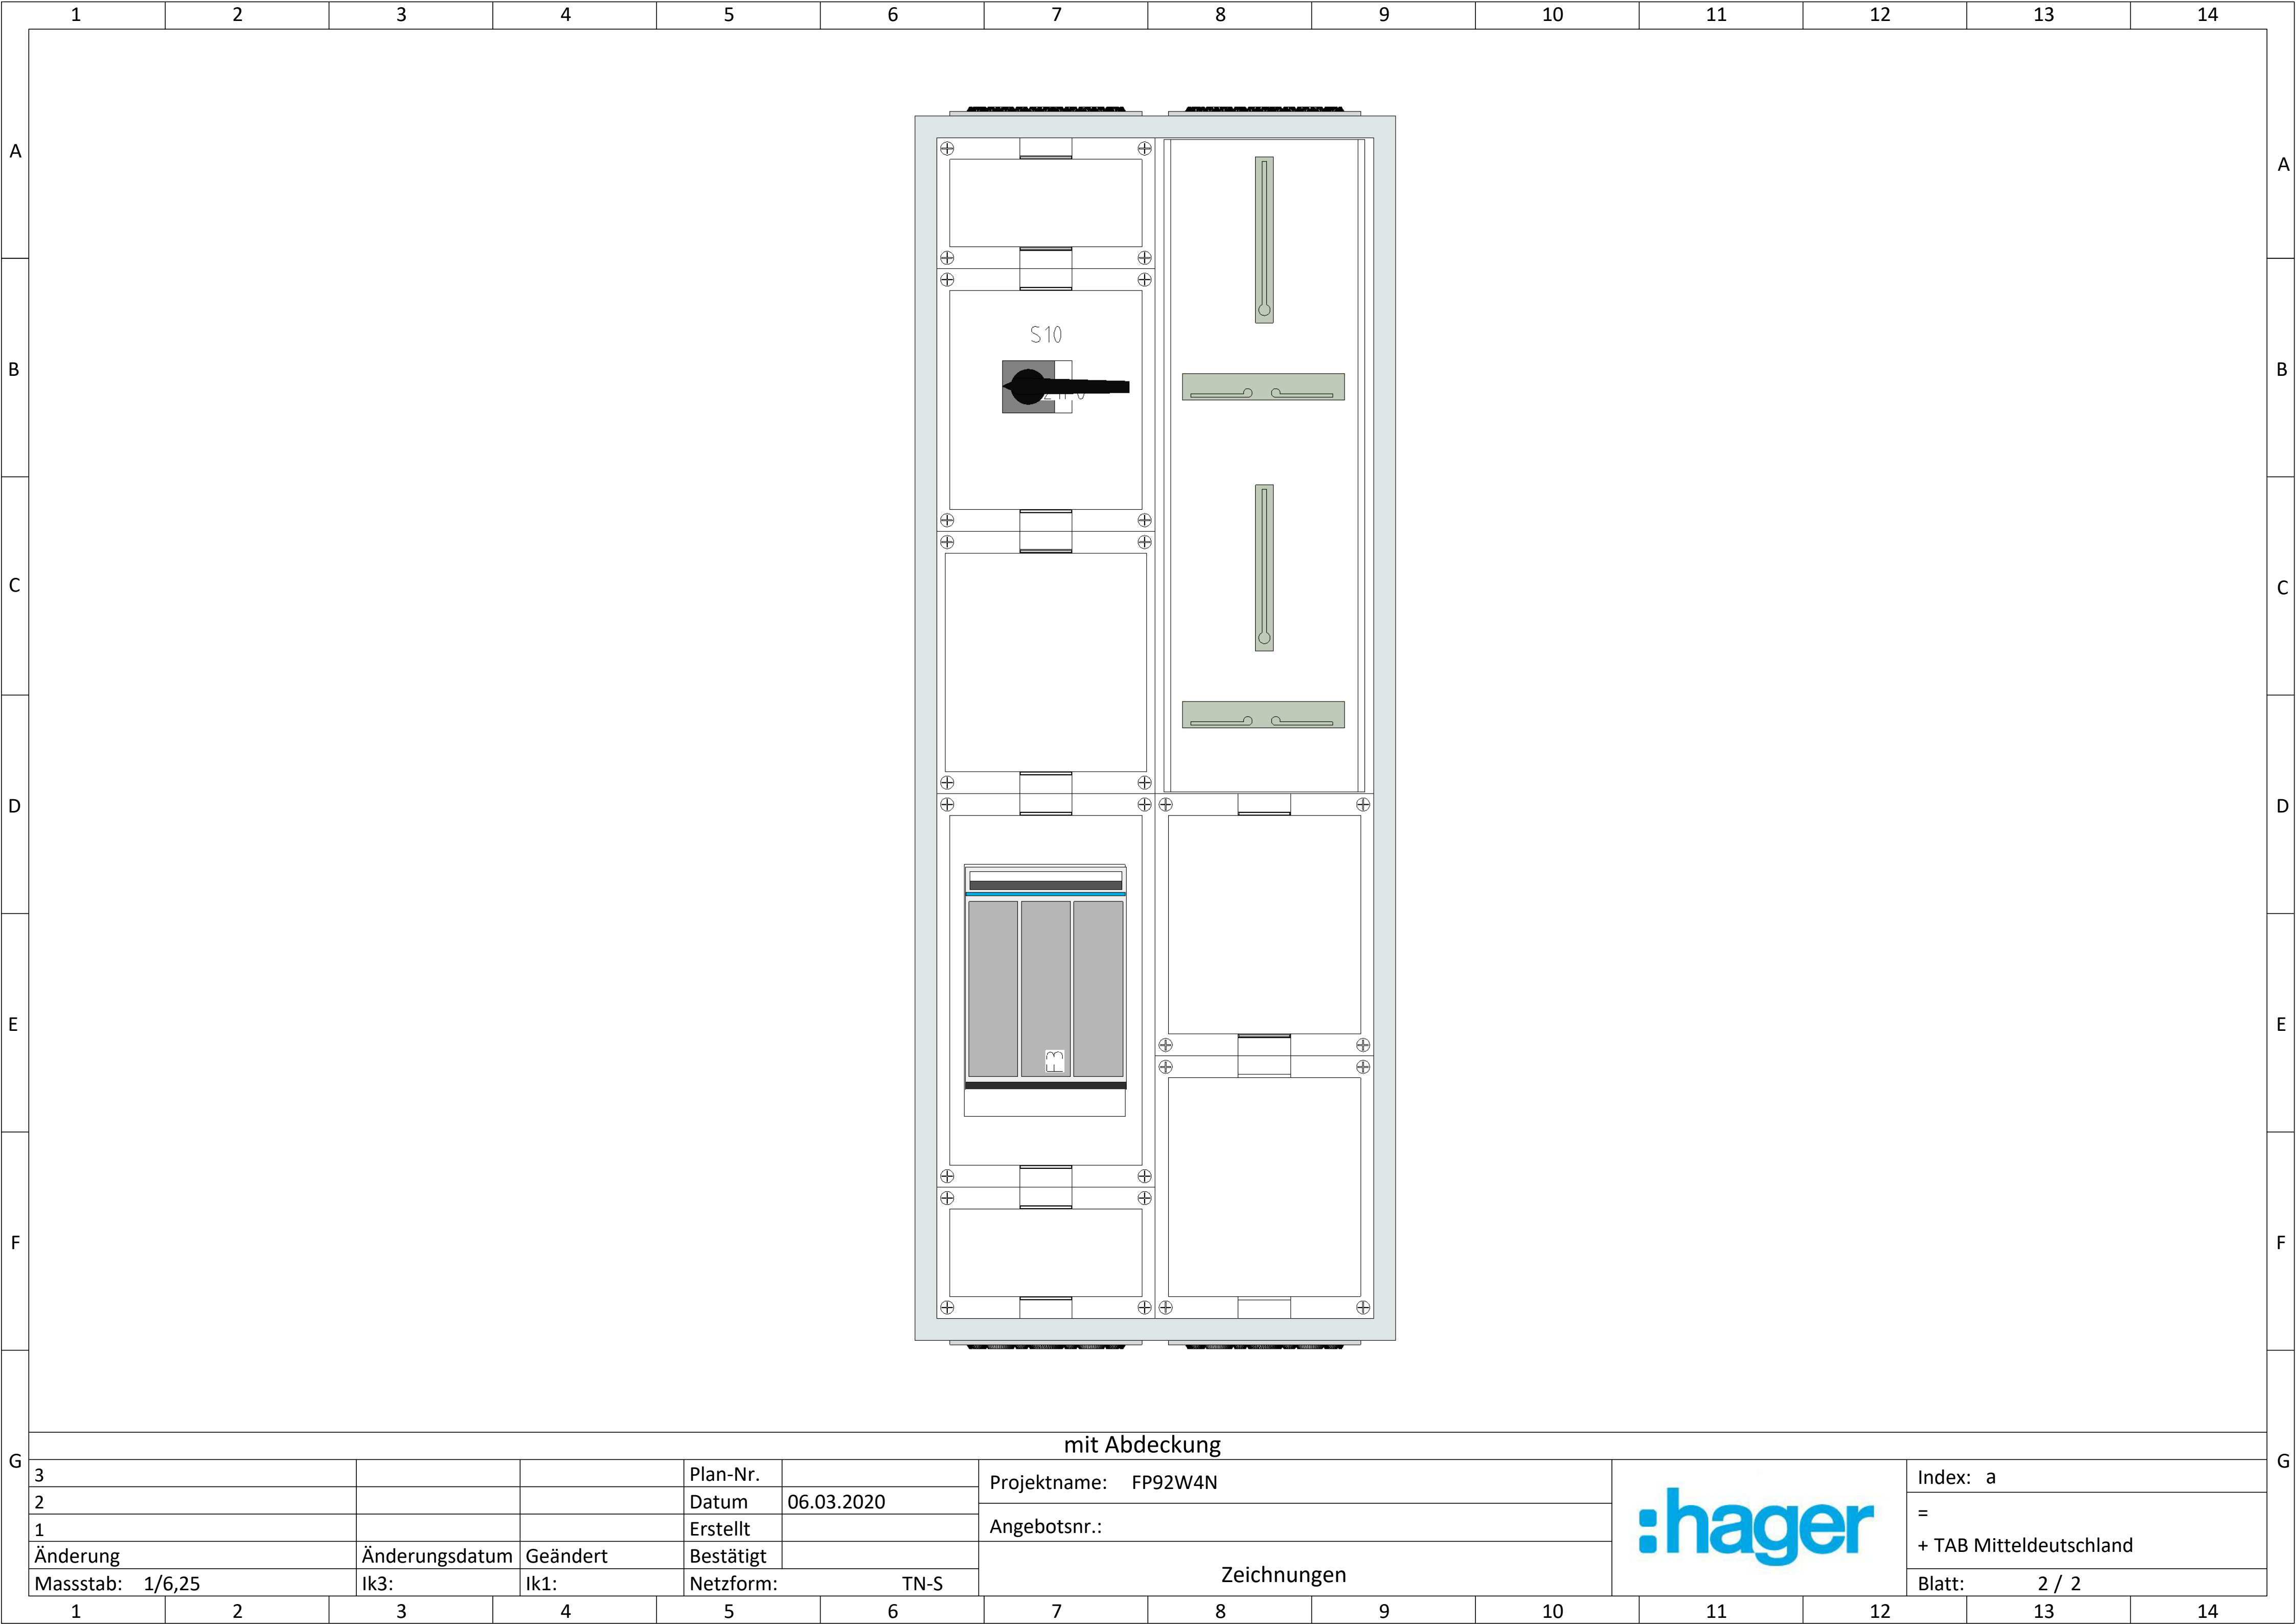 1 2 3 4 5 6 7 8 9 10 11 12 13 14
A A
S10
B B
C C
D D
E E
F3
F F
mit Abdeckung
G G
3 Plan-Nr. Projektname: FP92W4N Index: a
2 Datum 06.03.2020
1 Erstellt Angebotsnr.: :hager =
Änderung Änderungsdatum Geändert Bestätigt + TAB Mitteldeutschland
Massstab: 1/6,25 Ik3: Ik1: Netzform: TN-S Zeichnungen Blatt: 2 / 2
1 2 3 4 5 6 7 8 9 10 11 12 13 14